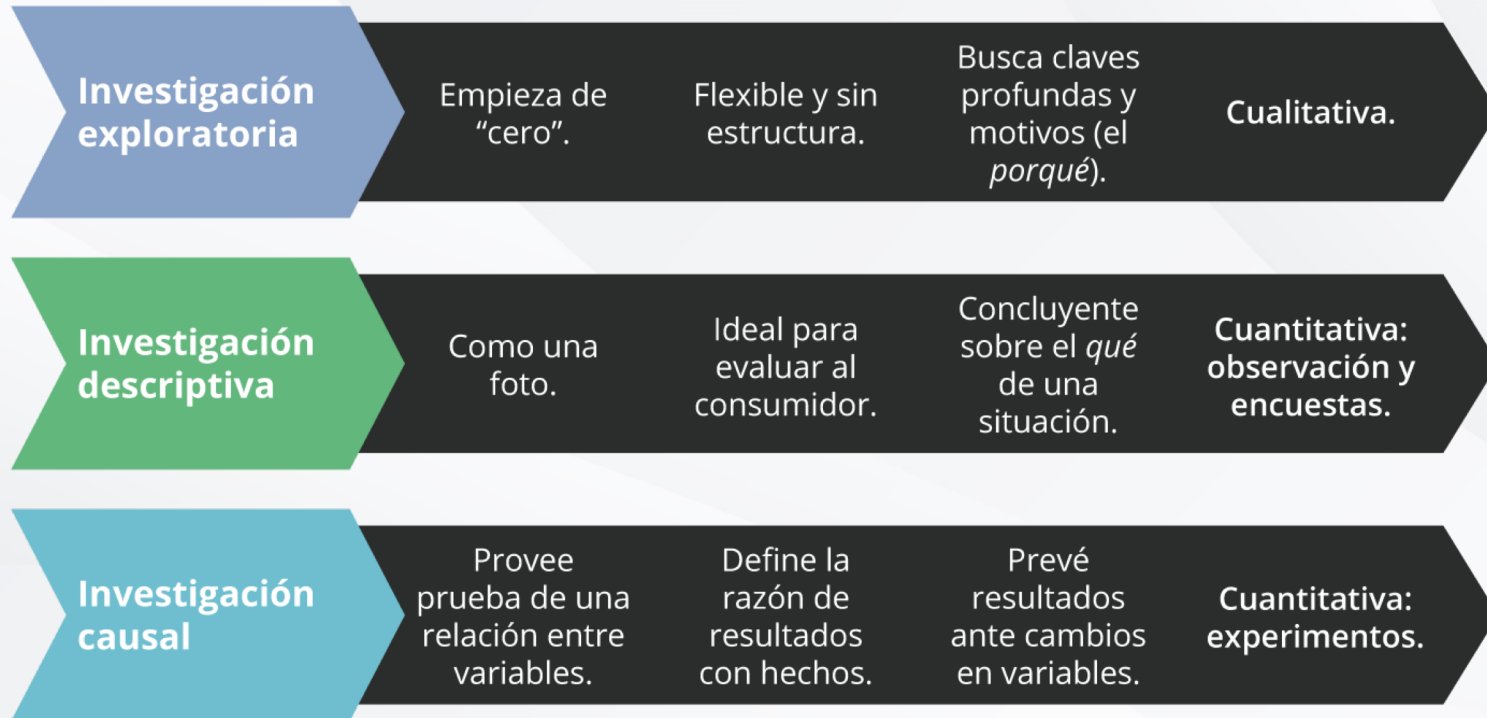 Investigación
exploratoria
Empieza de
“cero”.
Flexible y sin
estructura.
Busca claves
profundas y
motivos (el
porqué).
Cualitativa.
Investigación
descriptiva
Como una
foto.
Ideal para
evaluar al
consumidor.
Concluyente
sobre el qué
de una
situación.
Cuantitativa:
observación y
encuestas.
Investigación
causal
Provee
prueba de una
relación entre
variables.
Define la
razón de
resultados
con hechos.
Prevé
resultados
ante cambios
en variables.
Cuantitativa:
experimentos.